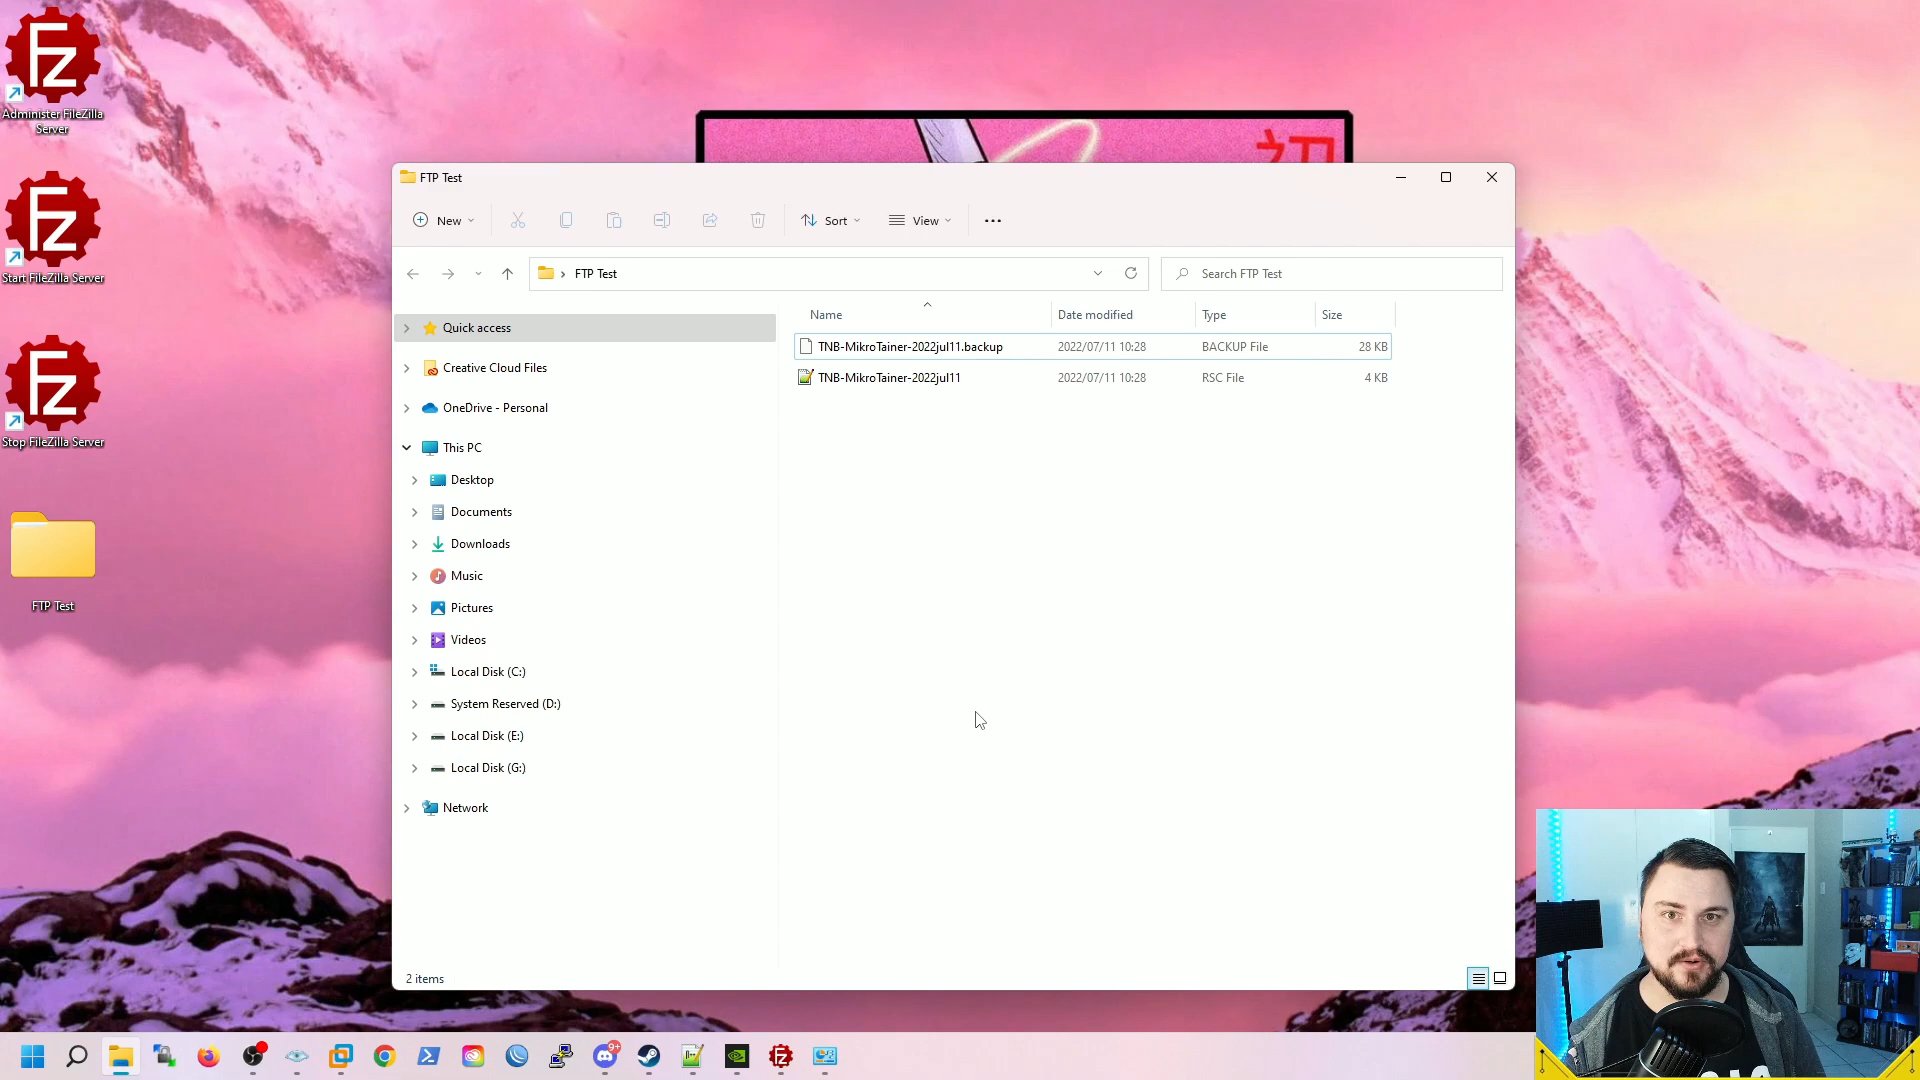 Administer FileZilla
Server
Start FileZilla Server
Stop FileZilla Server
FTP Test
初
FTP Test
New
Sort
View
FTP Test
Search FTP Test
Name
Date modified
Type
Size
TNB-MikroTainer-2022jul11.backup
2022/07/11 10:28
BACKUP File
28 KB
TNB-MikroTainer-2022jul11
2022/07/11 10:28
RSC File
4 KB
Quick access
Creative Cloud Files
OneDrive - Personal
This PC
Desktop
Documents
Downloads
Music
Pictures
Videos
Local Disk (C:)
System Reserved (D:)
Local Disk (E:)
Local Disk (G:)
Network
2 items
9+